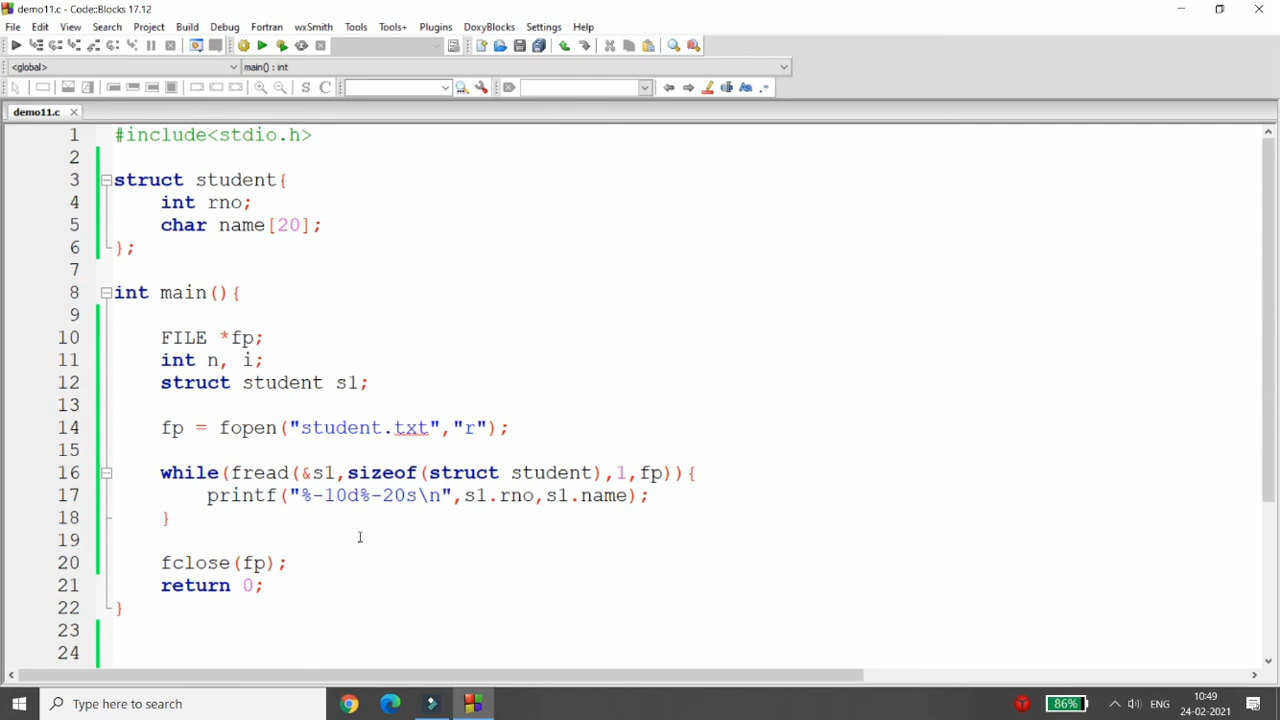 demo11.c - Code::Blocks 17.12
File Edit View Search Project Build Debug Fortran wxSmith Tools Tools+ Plugins DoxyBlocks Settings Help
<global> main() : int
S C
demo11.c
1 #include<stdio.h>
2
3 struct student{
4 int rno;
5 char name[20];
6 };
7
8 int main(){
9
10 FILE *fp;
11 int n, i;
12 struct student s1;
13
14 fp = fopen("student.txt","r");
15
16 while(fread(&s1,sizeof(struct student),1,fp)){
17 printf("%-10d%-20s\n",s1.rno,s1.name);
18 }
19
20 fclose(fp);
21 return 0;
22 }
23
24
Type here to search
86%
ENG
10:49
24-02-2021